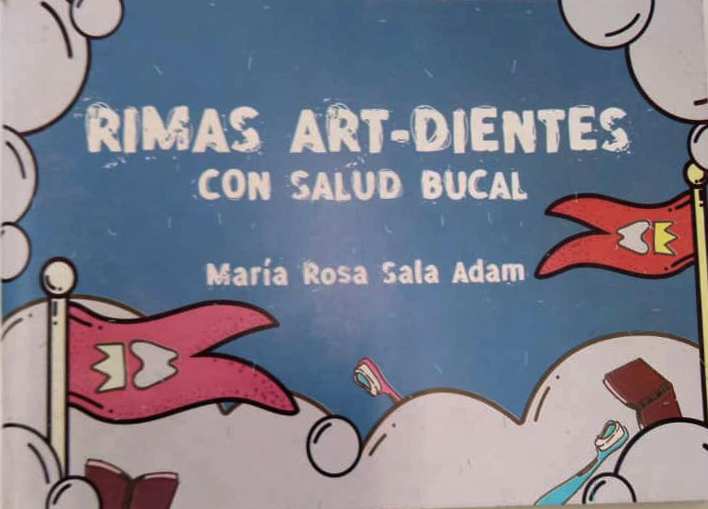 RIMAS ART-DIENTES
CON SALUD BUCAL
María Rosa Sala Adam